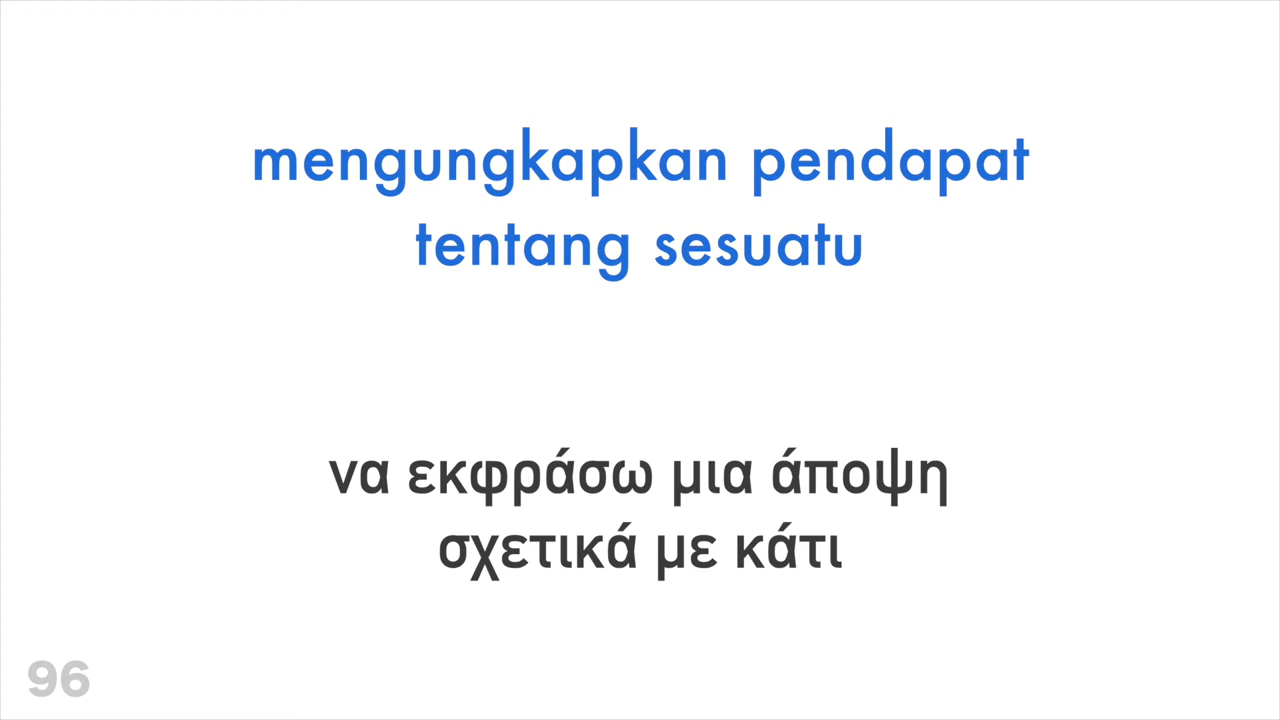 mengungkapkan pendapat
tentang sesuatu
να εκφράσω μια άποψη
σχετικά με κάτι
96